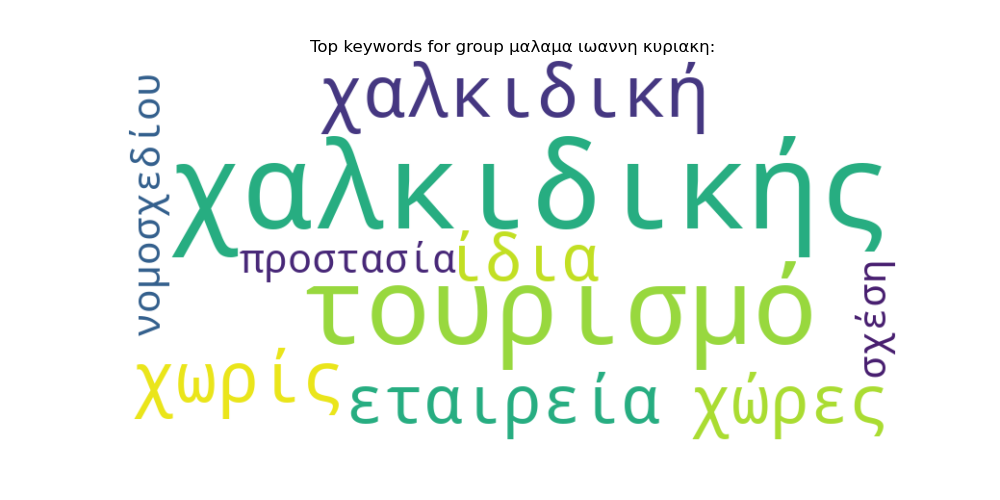 Top keywords for group μαλαμα ιωαννη κυριακη:
χαλκιδική
νομοσχεδίου
χαλκιδικής
προστασία
ίδια
τουρισμό
σχέση
χωρίς
εταιρεία
χώρες